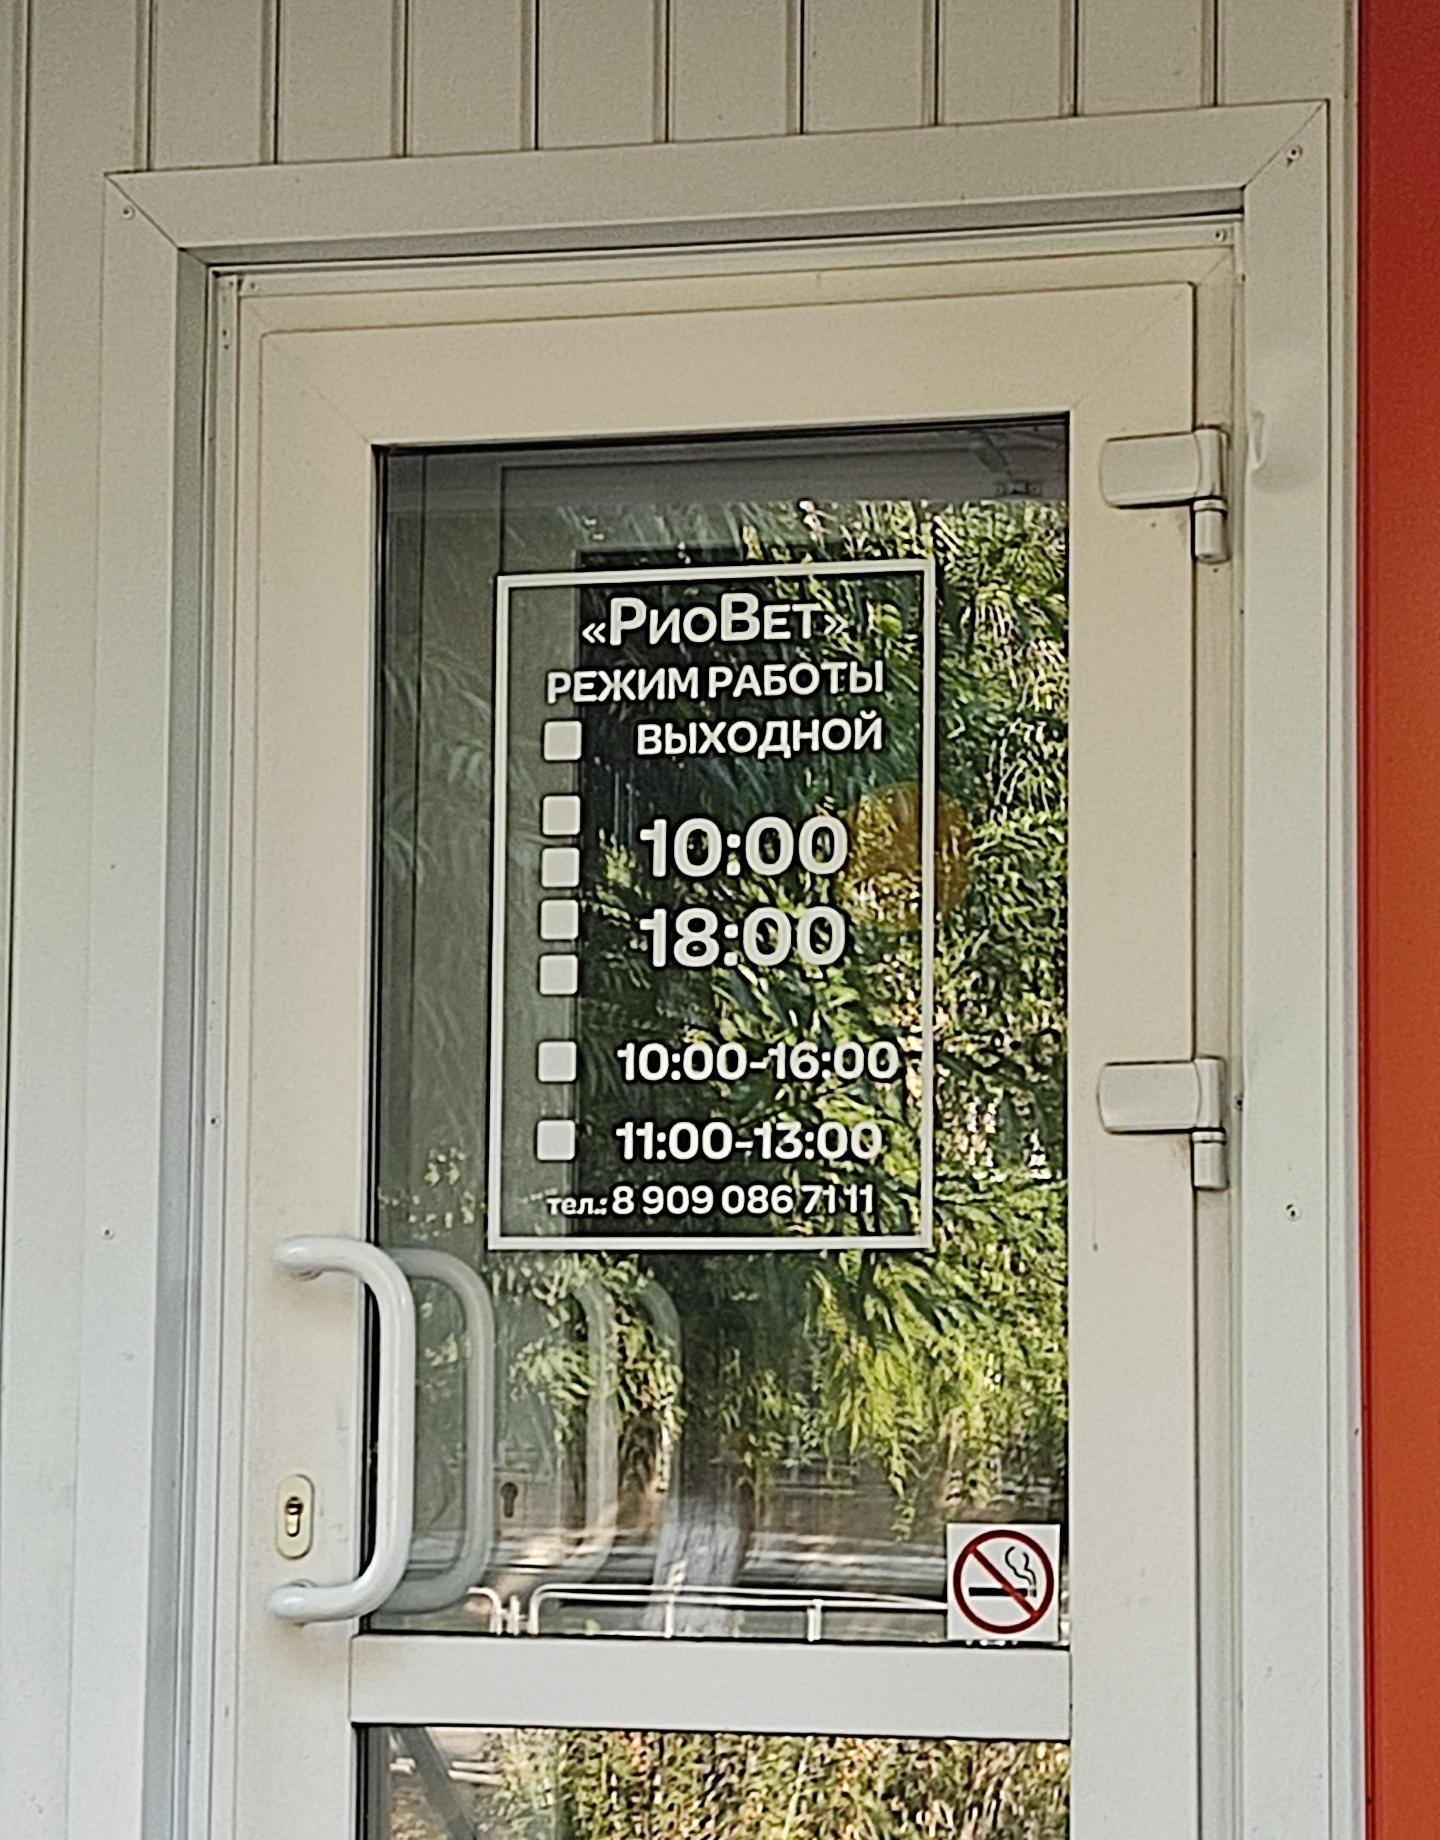 «РиоВет»
РЕЖИМ РАБОТЫ
ВЫХОДНОЙ
10:00
18:00
10:00-16:00
11:00-13:00
тел.: 8 909 086 71 11